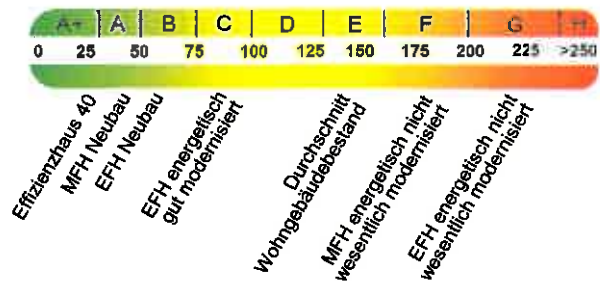 A+ A B C D E F G H
0 25 50 75 100 125 150 175 200 225 >250
Effizienzhaus 40
MFH Neubau
EFH Neubau
EFH energetisch
gut modernisiert
Durchschnitt
Wohngebäudebestand
MFH energetisch nicht
wesentlich modernisiert
EFH energetisch nicht
wesentlich modernisiert